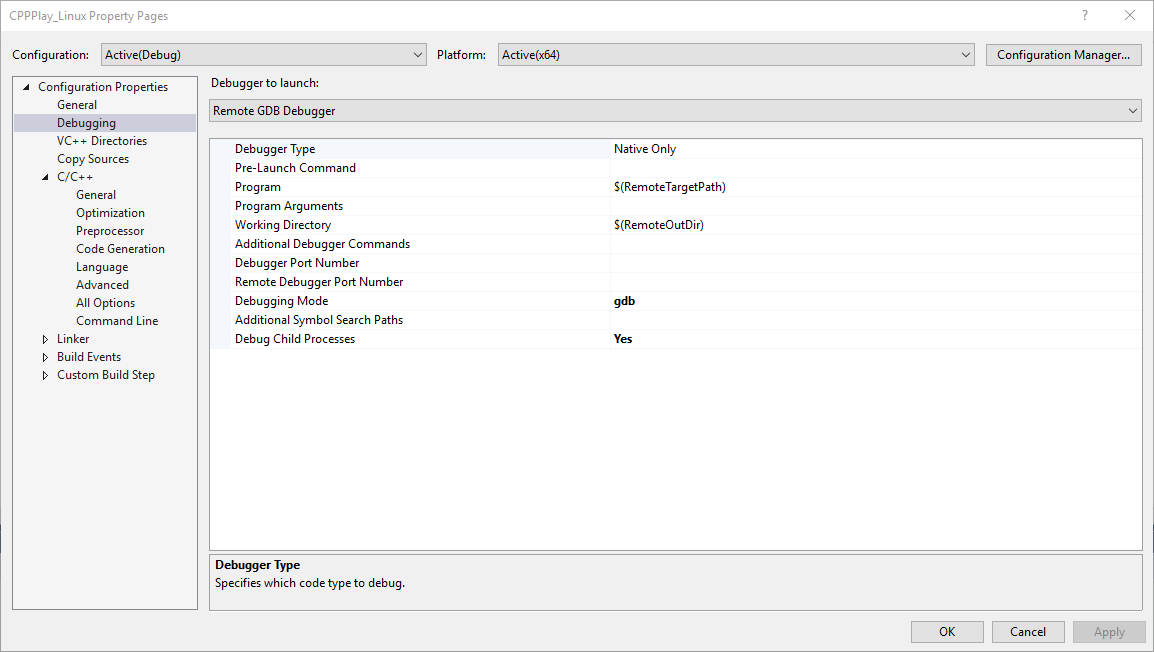 CPPPlay_Linux Property Pages
?
Configuration: Active(Debug) Platform: Active(x64) Configuration Manager...
Configuration Properties
General
Debugging
VC++ Directories
Copy Sources
C/C++
General
Optimization
Preprocessor
Code Generation
Language
Advanced
All Options
Command Line
Linker
Build Events
Custom Build Step
Debugger to launch:
Remote GDB Debugger
Debugger Type Native Only
Pre-Launch Command
Program $(RemoteTargetPath)
Program Arguments
Working Directory $(RemoteOutDir)
Additional Debugger Commands
Debugger Port Number
Remote Debugger Port Number
Debugging Mode gdb
Additional Symbol Search Paths
Debug Child Processes Yes
Debugger Type
Specifies which code type to debug.
OK Cancel Apply